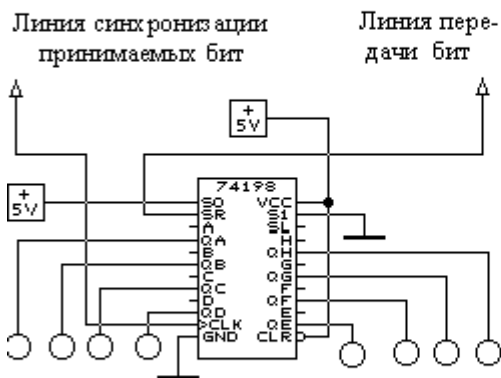 Линия синхронизации
принимаемых бит
Линия пере-
дачи бит
+
5V
+
5V
74198
SO
SR
A
QA
B
QB
C
QC
D
QD
>CLK
GND
VCC
S1
SL
H
QH
G
QG
F
QF
E
QE
CLR